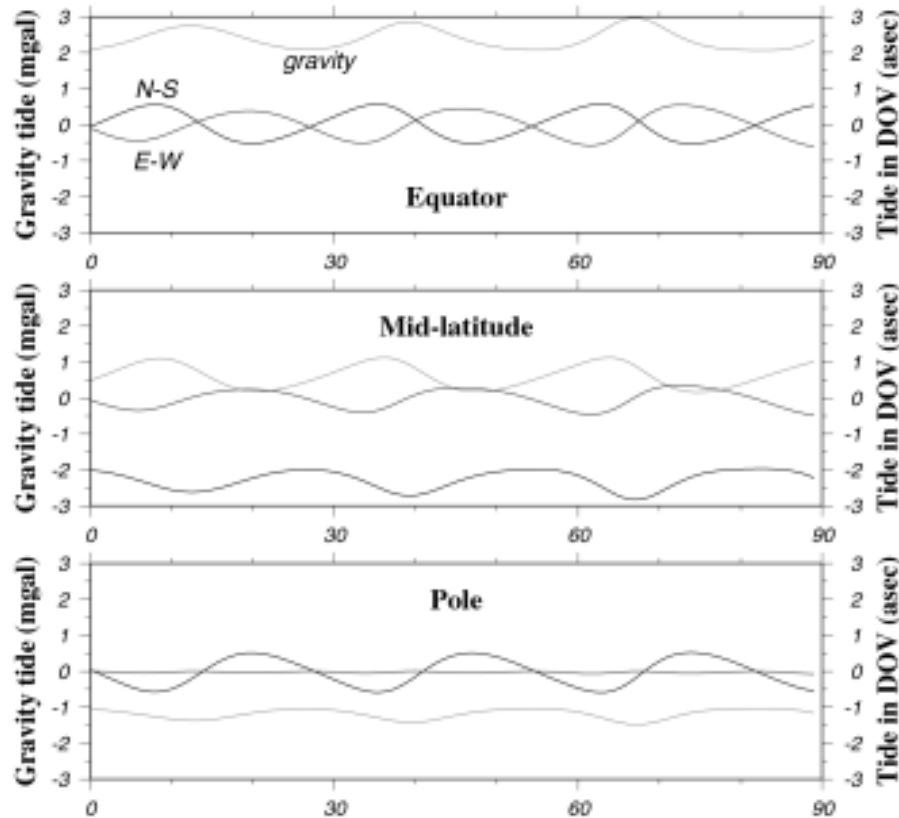 3
2
1
0
-1
-2
-3
Gravity tide (mgal)
gravity
N-S
E-W
Equator
3
2
1
0
-1
-2
-3
Tide in DOV (asec)
0 30 60 90
3
2
1
0
-1
-2
-3
Gravity tide (mgal)
Mid-latitude
3
2
1
0
-1
-2
-3
Tide in DOV (asec)
0 30 60 90
3
2
1
0
-1
-2
-3
Gravity tide (mgal)
Pole
3
2
1
0
-1
-2
-3
Tide in DOV (asec)
0 30 60 90